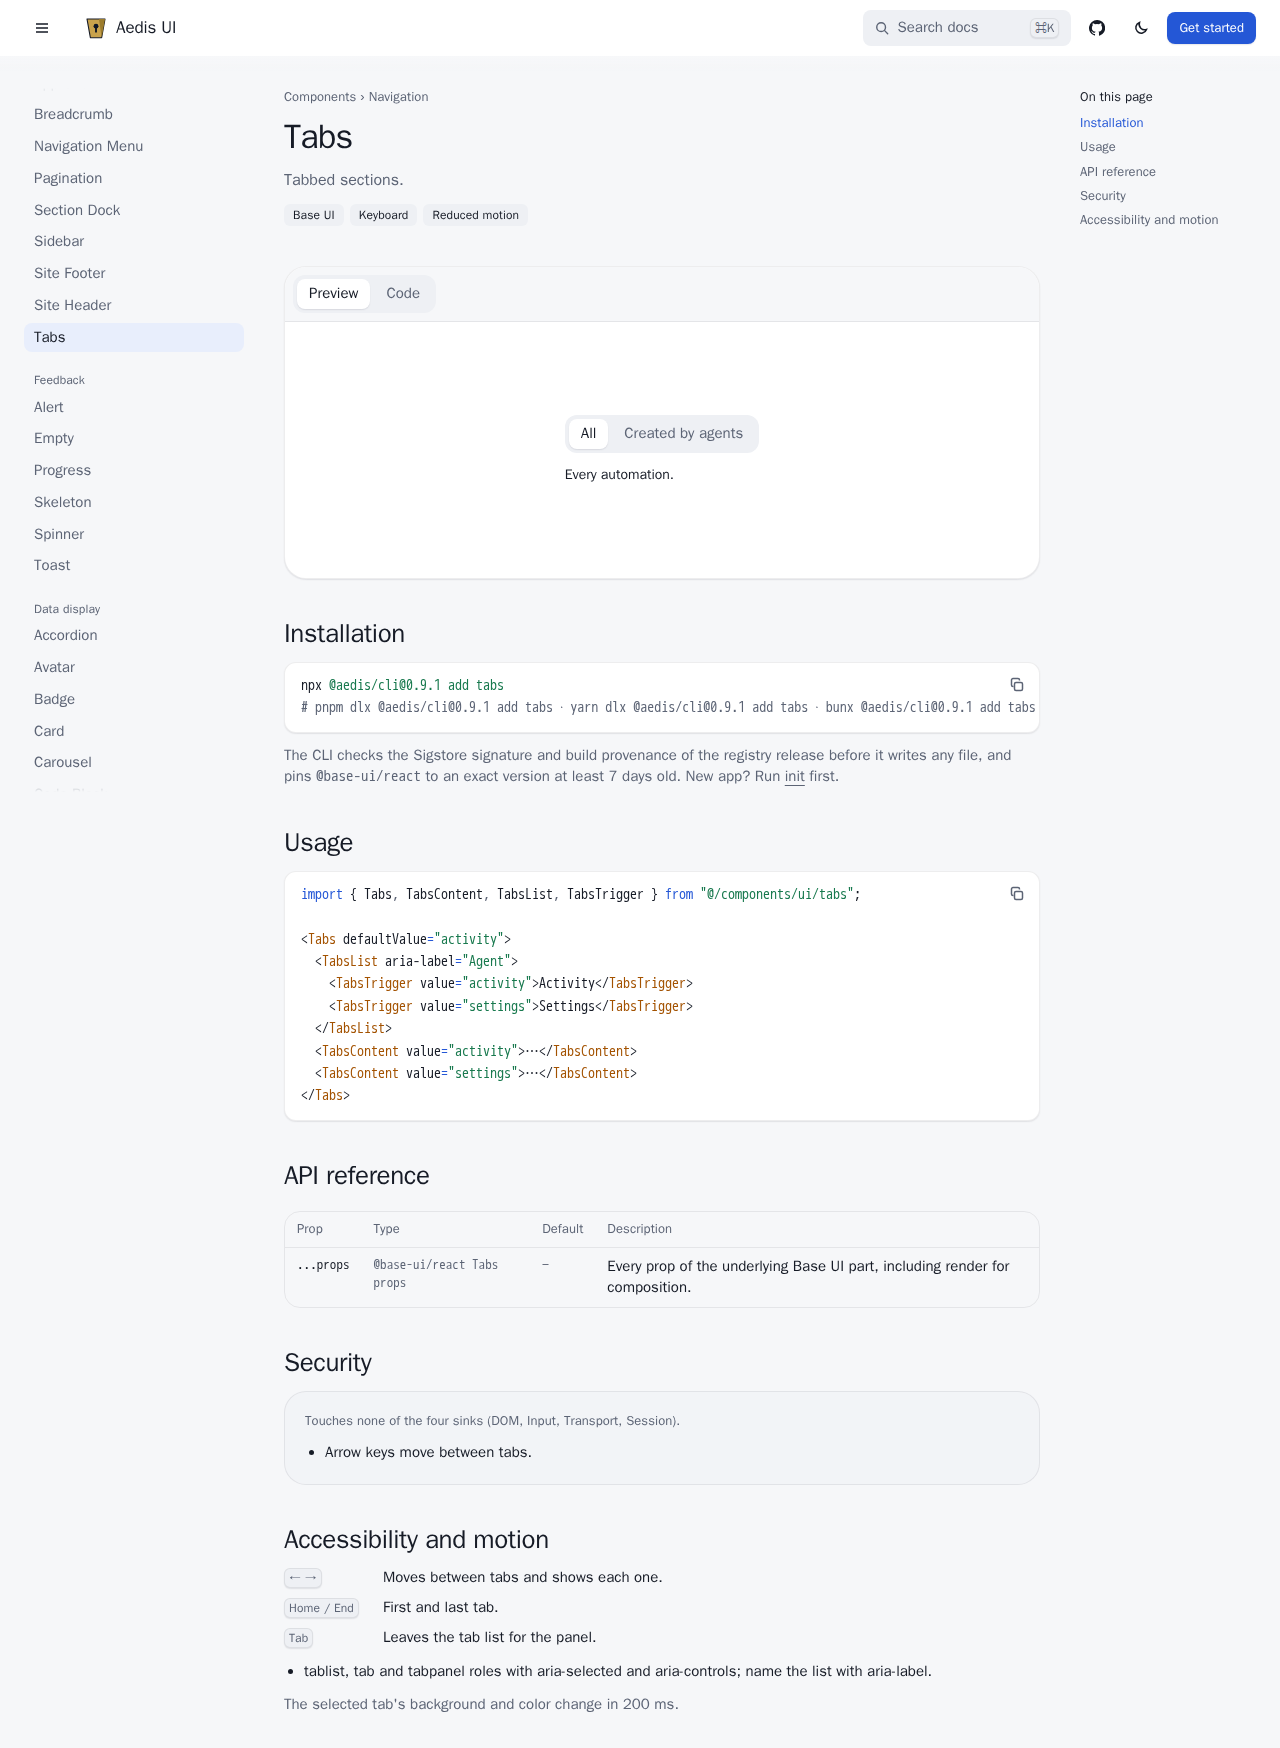 Aedis UI
Search docs
⌘K
Get started
Breadcrumb
Navigation Menu
Pagination
Section Dock
Sidebar
Site Footer
Site Header
Tabs
Feedback
Alert
Empty
Progress
Skeleton
Spinner
Toast
Data display
Accordion
Avatar
Badge
Card
Carousel
Components › Navigation
Tabs
Tabbed sections.
Base UI
Keyboard
Reduced motion
Preview
Code
All
Created by agents
Every automation.
Installation
npx @aedis/cli@0.9.1 add tabs
# pnpm dlx @aedis/cli@0.9.1 add tabs · yarn dlx @aedis/cli@0.9.1 add tabs · bunx @aedis/cli@0.9.1 add tabs
The CLI checks the Sigstore signature and build provenance of the registry release before it writes any file, and
pins @base-ui/react to an exact version at least 7 days old. New app? Run init first.
Usage
import { Tabs, TabsContent, TabsList, TabsTrigger } from "@/components/ui/tabs";
<Tabs defaultValue="activity">
<TabsList aria-label="Agent">
<TabsTrigger value="activity">Activity</TabsTrigger>
<TabsTrigger value="settings">Settings</TabsTrigger>
</TabsList>
<TabsContent value="activity">…</TabsContent>
<TabsContent value="settings">…</TabsContent>
</Tabs>
API reference
Prop
Type
Default
Description
...props
@base-ui/react Tabs
props
—
Every prop of the underlying Base UI part, including render for
composition.
Security
Touches none of the four sinks (DOM, Input, Transport, Session).
• Arrow keys move between tabs.
Accessibility and motion
← →
Moves between tabs and shows each one.
Home / End
First and last tab.
Tab
Leaves the tab list for the panel.
• tablist, tab and tabpanel roles with aria-selected and aria-controls; name the list with aria-label.
The selected tab's background and color change in 200 ms.
On this page
Installation
Usage
API reference
Security
Accessibility and motion